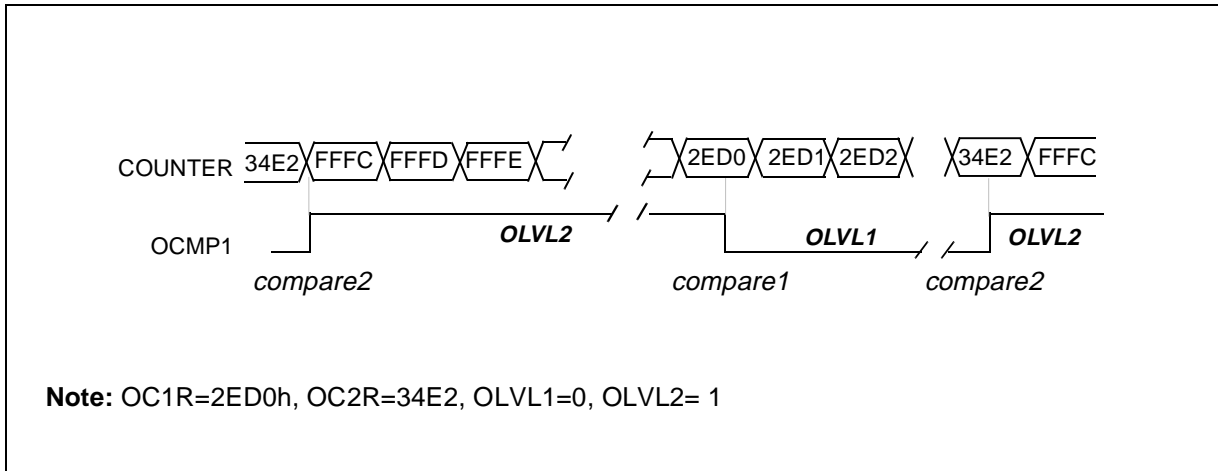 COUNTER 34E2 FFFC FFFD FFFE 2ED0 2ED1 2ED2 34E2 FFFC
OCMP1 OLVL2 OLVL1 OLVL2
compare2 compare1 compare2
Note: OC1R=2ED0h, OC2R=34E2, OLVL1=0, OLVL2= 1